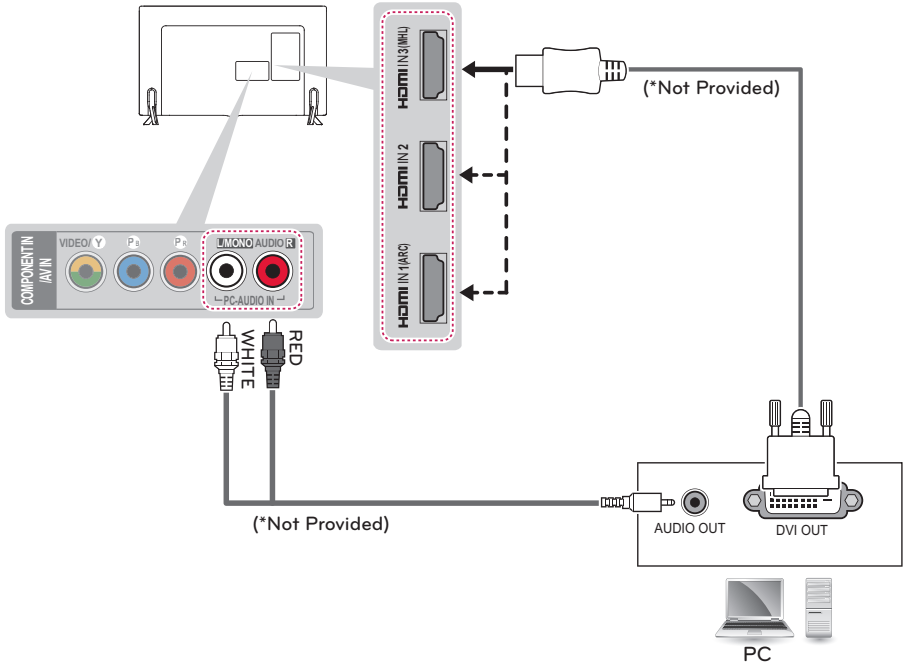 HDMI IN 3(MHL)
(*Not Provided)
HDMI IN 2
HDMI IN 1(ARC)
COMPONENT IN
/AV IN
VIDEO/ Y PB PR L/MONO AUDIO R
PC-AUDIO IN
WHITE
RED
(*Not Provided)
AUDIO OUT
DVI OUT
PC